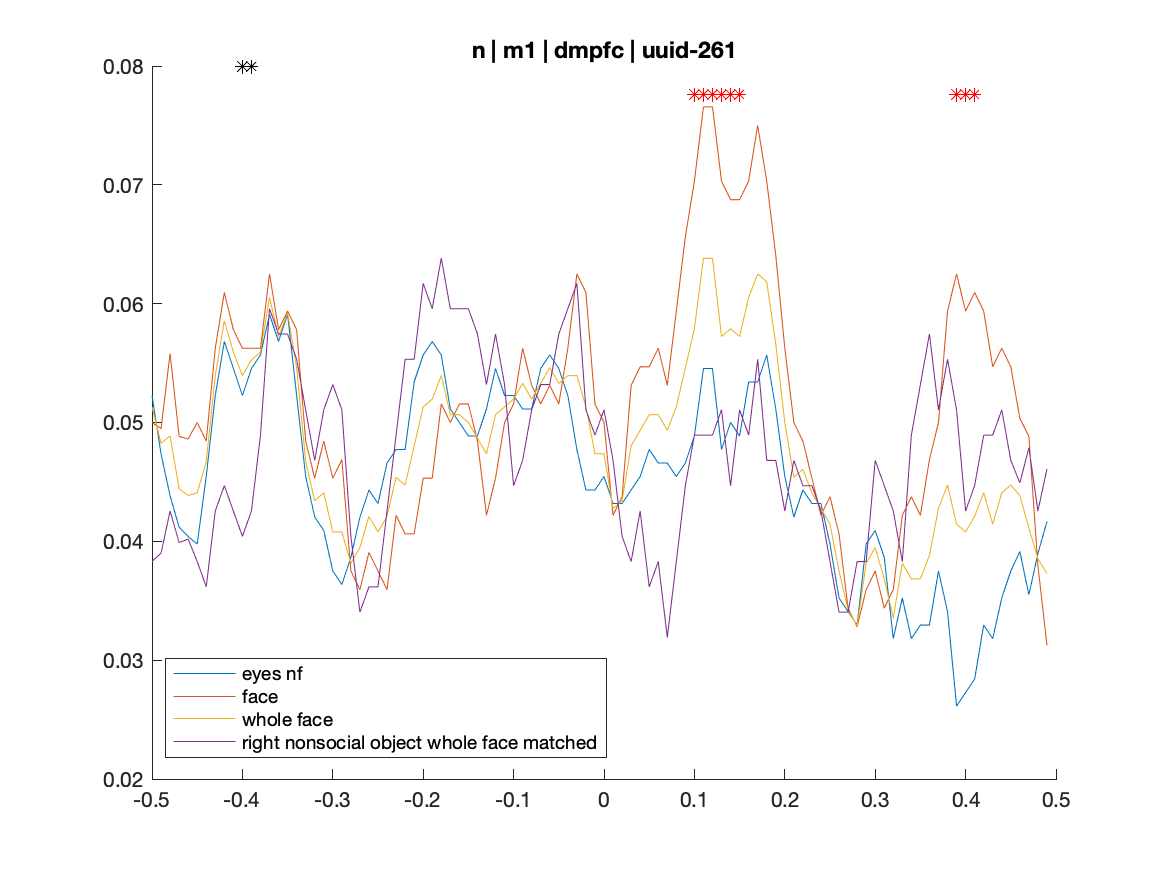 n | m1 | dmpfc | uuid-261
0.08
0.07
0.06
0.05
0.04
0.03
0.02
eyes nf
face
whole face
right nonsocial object whole face matched
-0.5 -0.4 -0.3 -0.2 -0.1 0 0.1 0.2 0.3 0.4 0.5